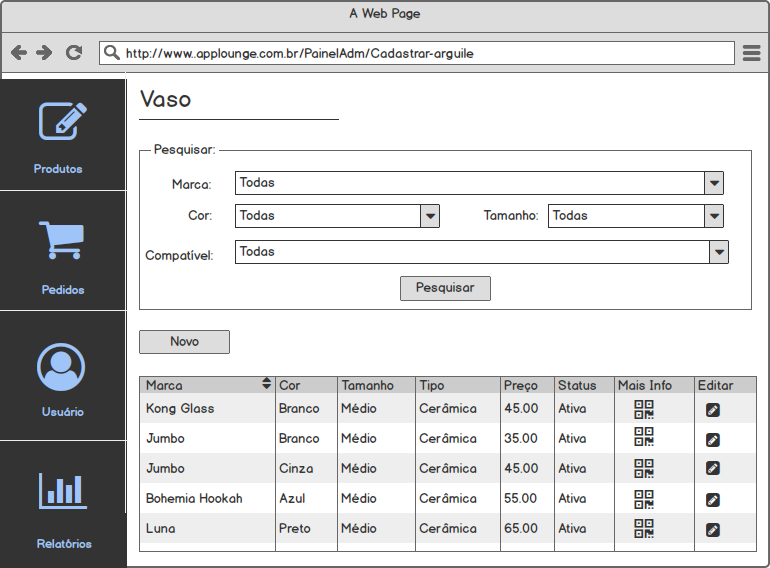 A Web Page
http://www.applounge.com.br/PainelAdm/Cadastrar-arguile
Produtos
Pedidos
Usuário
Relatórios
Vaso
Pesquisar:
Marca: Todas
Cor: Todas Tamanho: Todas
Compatível: Todas
Pesquisar
Novo
Marca Cor Tamanho Tipo Preço Status Mais Info Editar
Kong Glass Branco Médio Cerâmica 45.00 Ativa
Jumbo Branco Médio Cerâmica 35.00 Ativa
Jumbo Cinza Médio Cerâmica 45.00 Ativa
Bohemia Hookah Azul Médio Cerâmica 55.00 Ativa
Luna Preto Médio Cerâmica 65.00 Ativa